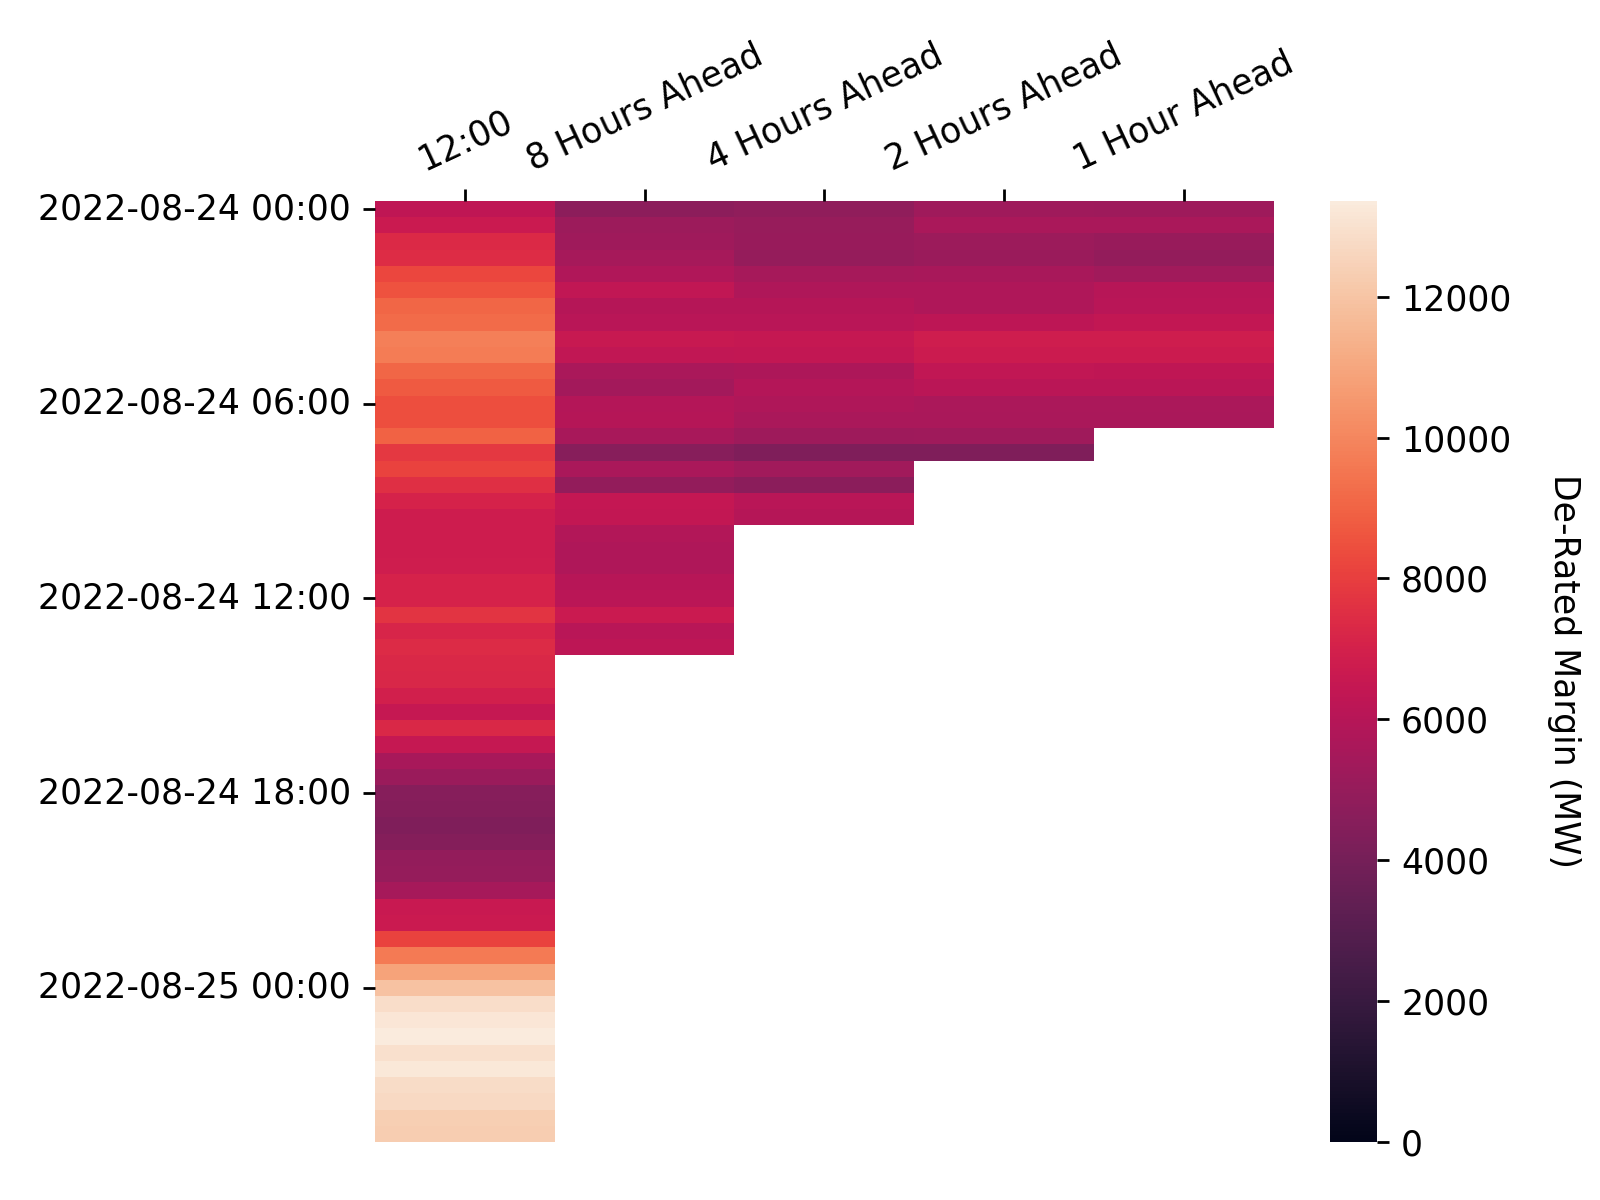 12:00
8 Hours Ahead
4 Hours Ahead
2 Hours Ahead
1 Hour Ahead
2022-08-24 00:00
2022-08-24 06:00
2022-08-24 12:00
2022-08-24 18:00
2022-08-25 00:00
12000
10000
8000
6000
4000
2000
0
De-Rated Margin (MW)